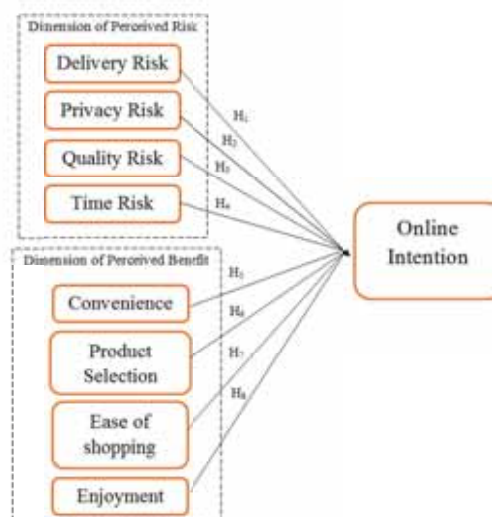 Dimension of Perceived Risk
Delivery Risk
Privacy Risk
Quality Risk
Time Risk
H₁
H₂
H₃
H₄
Online
Intention
Dimension of Perceived Benefit
Convenience
Product
Selection
Ease of
shopping
Enjoyment
H₅
H₆
H₇
H₈